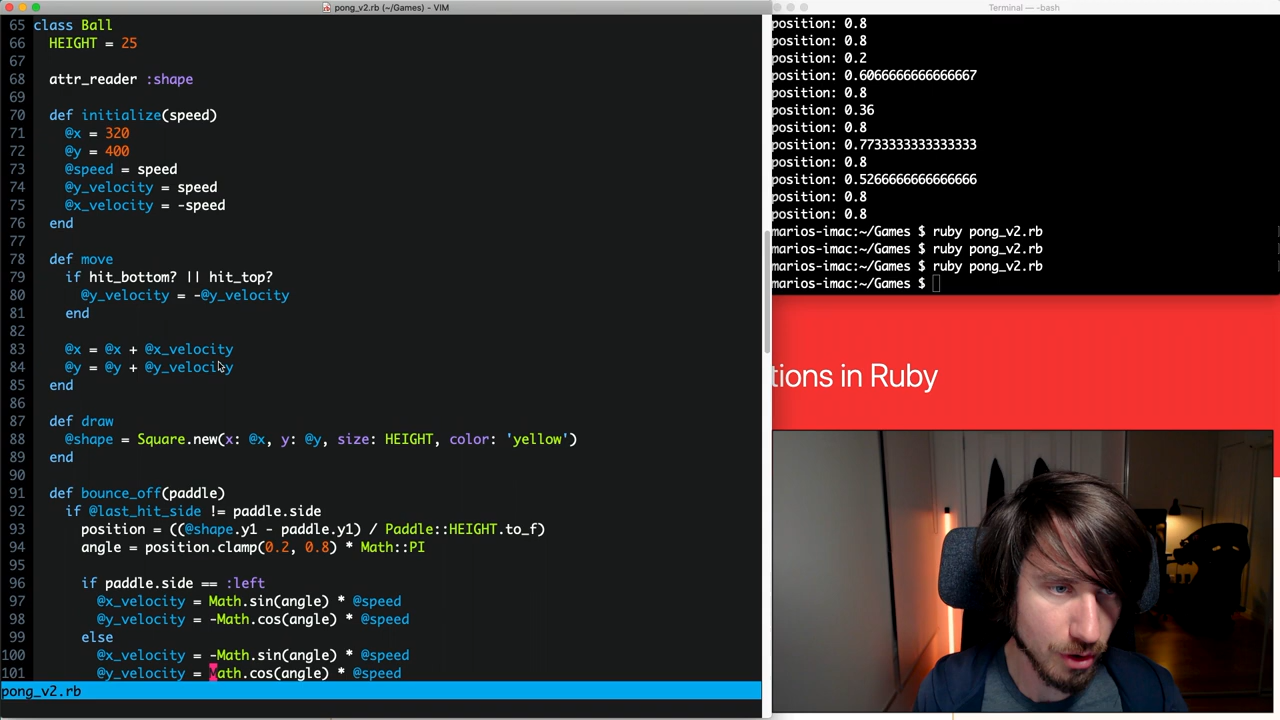 pong_v2.rb (~/Games) - VIM
65 class Ball
66 HEIGHT = 25
67
68 attr_reader :shape
69
70 def initialize(speed)
71 @x = 320
72 @y = 400
73 @speed = speed
74 @y_velocity = speed
75 @x_velocity = -speed
76 end
77
78 def move
79 if hit_bottom? || hit_top?
80 @y_velocity = -@y_velocity
81 end
82
83 @x = @x + @x_velocity
84 @y = @y + @y_velocity
85 end
86
87 def draw
88 @shape = Square.new(x: @x, y: @y, size: HEIGHT, color: 'yellow')
89 end
90
91 def bounce_off(paddle)
92 if @last_hit_side != paddle.side
93 position = ((@shape.y1 - paddle.y1) / Paddle::HEIGHT.to_f)
94 angle = position.clamp(0.2, 0.8) * Math::PI
95
96 if paddle.side == :left
97 @x_velocity = Math.sin(angle) * @speed
98 @y_velocity = -Math.cos(angle) * @speed
99 else
100 @x_velocity = -Math.sin(angle) * @speed
101 @y_velocity = Math.cos(angle) * @speed
pong_v2.rb
Terminal — -bash
position: 0.8
position: 0.8
position: 0.2
position: 0.6066666666666667
position: 0.8
position: 0.36
position: 0.8
position: 0.7733333333333333
position: 0.8
position: 0.5266666666666666
position: 0.8
position: 0.8
marios-imac:~/Games $ ruby pong_v2.rb
marios-imac:~/Games $ ruby pong_v2.rb
marios-imac:~/Games $ ruby pong_v2.rb
marios-imac:~/Games $
tions in Ruby